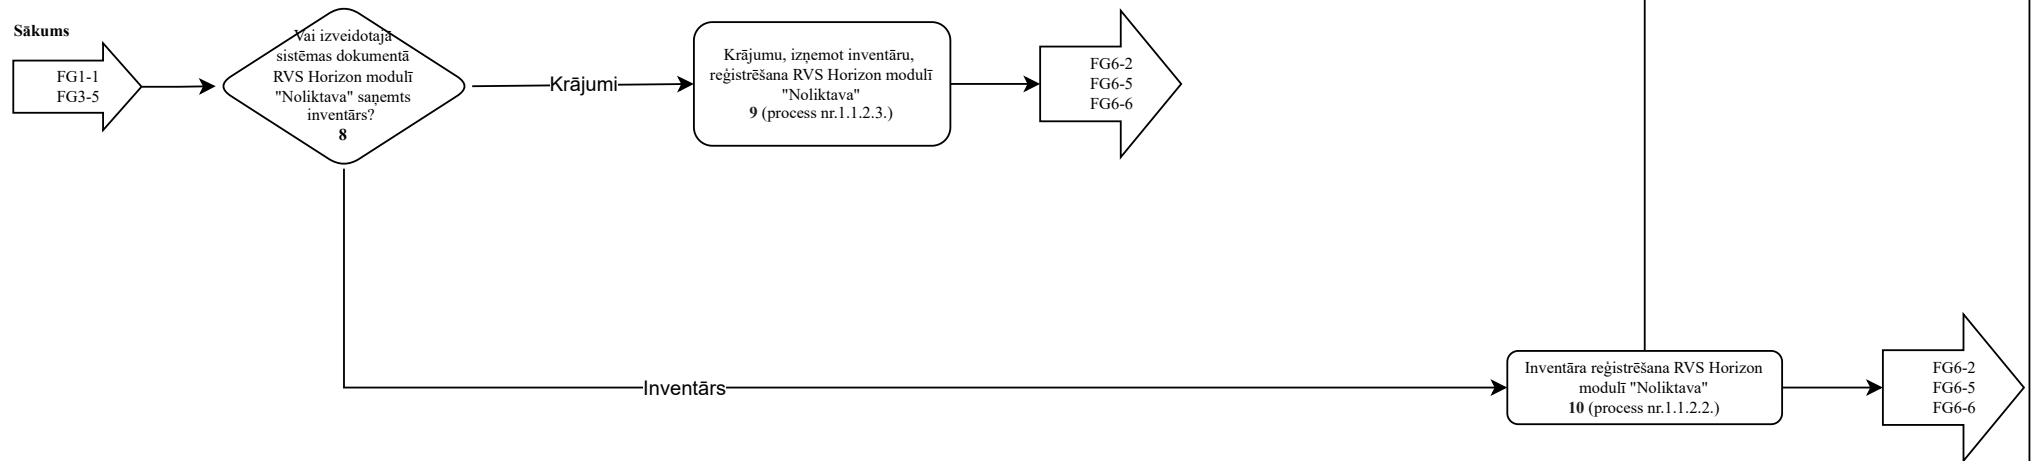 Sākums
FG1-1
FG3-5
Vai izveidotajā
sistēmas dokumentā
RVS Horizon modulī
"Noliktava" saņemts
inventārs?
8
Krājumi
Krājumu, izņemot inventāru,
reģistrēšana RVS Horizon modulī
"Noliktava"
9 (process nr.1.1.2.3.)
FG6-2
FG6-5
FG6-6
Inventārs
Inventāra reģistrēšana RVS Horizon
modulī "Noliktava"
10 (process nr.1.1.2.2.)
FG6-2
FG6-5
FG6-6